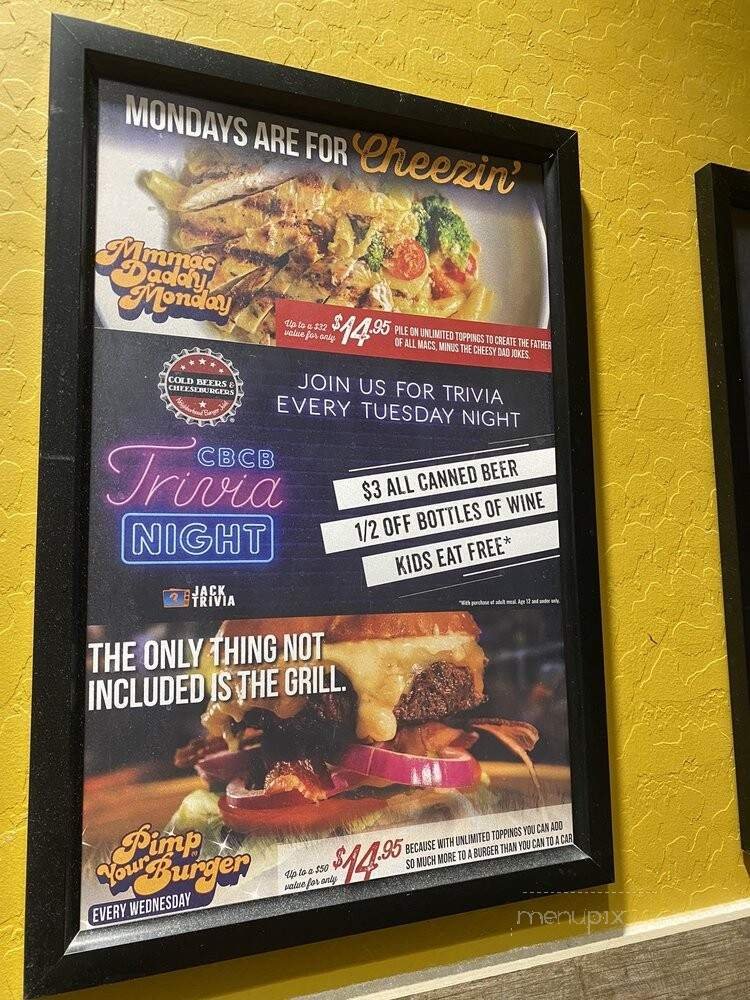 MONDAYS ARE FOR Cheezin'
Mmmac
Daddy
Monday
Up to a $32
value for only
$14.95
PILE ON UNLIMITED TOPPINGS TO CREATE THE FATHER
OF ALL MACS, MINUS THE CHEESY DAD JOKES.
COLD BEERS &
CHEESEBURGERS
Neighborhood Burger Joint
JOIN US FOR TRIVIA
EVERY TUESDAY NIGHT
CBCB
Trivia
NIGHT
$3 ALL CANNED BEER
1/2 OFF BOTTLES OF WINE
KIDS EAT FREE*
JACK
TRIVIA
*With purchase of adult meal. Age 12 and under only.
THE ONLY THING NOT
INCLUDED IS THE GRILL.
Pimp
Your Burger
EVERY WEDNESDAY
Up to a $50
value for only
$14.95
BECAUSE WITH UNLIMITED TOPPINGS YOU CAN ADD
SO MUCH MORE TO A BURGER THAN YOU CAN TO A CAR
menupix